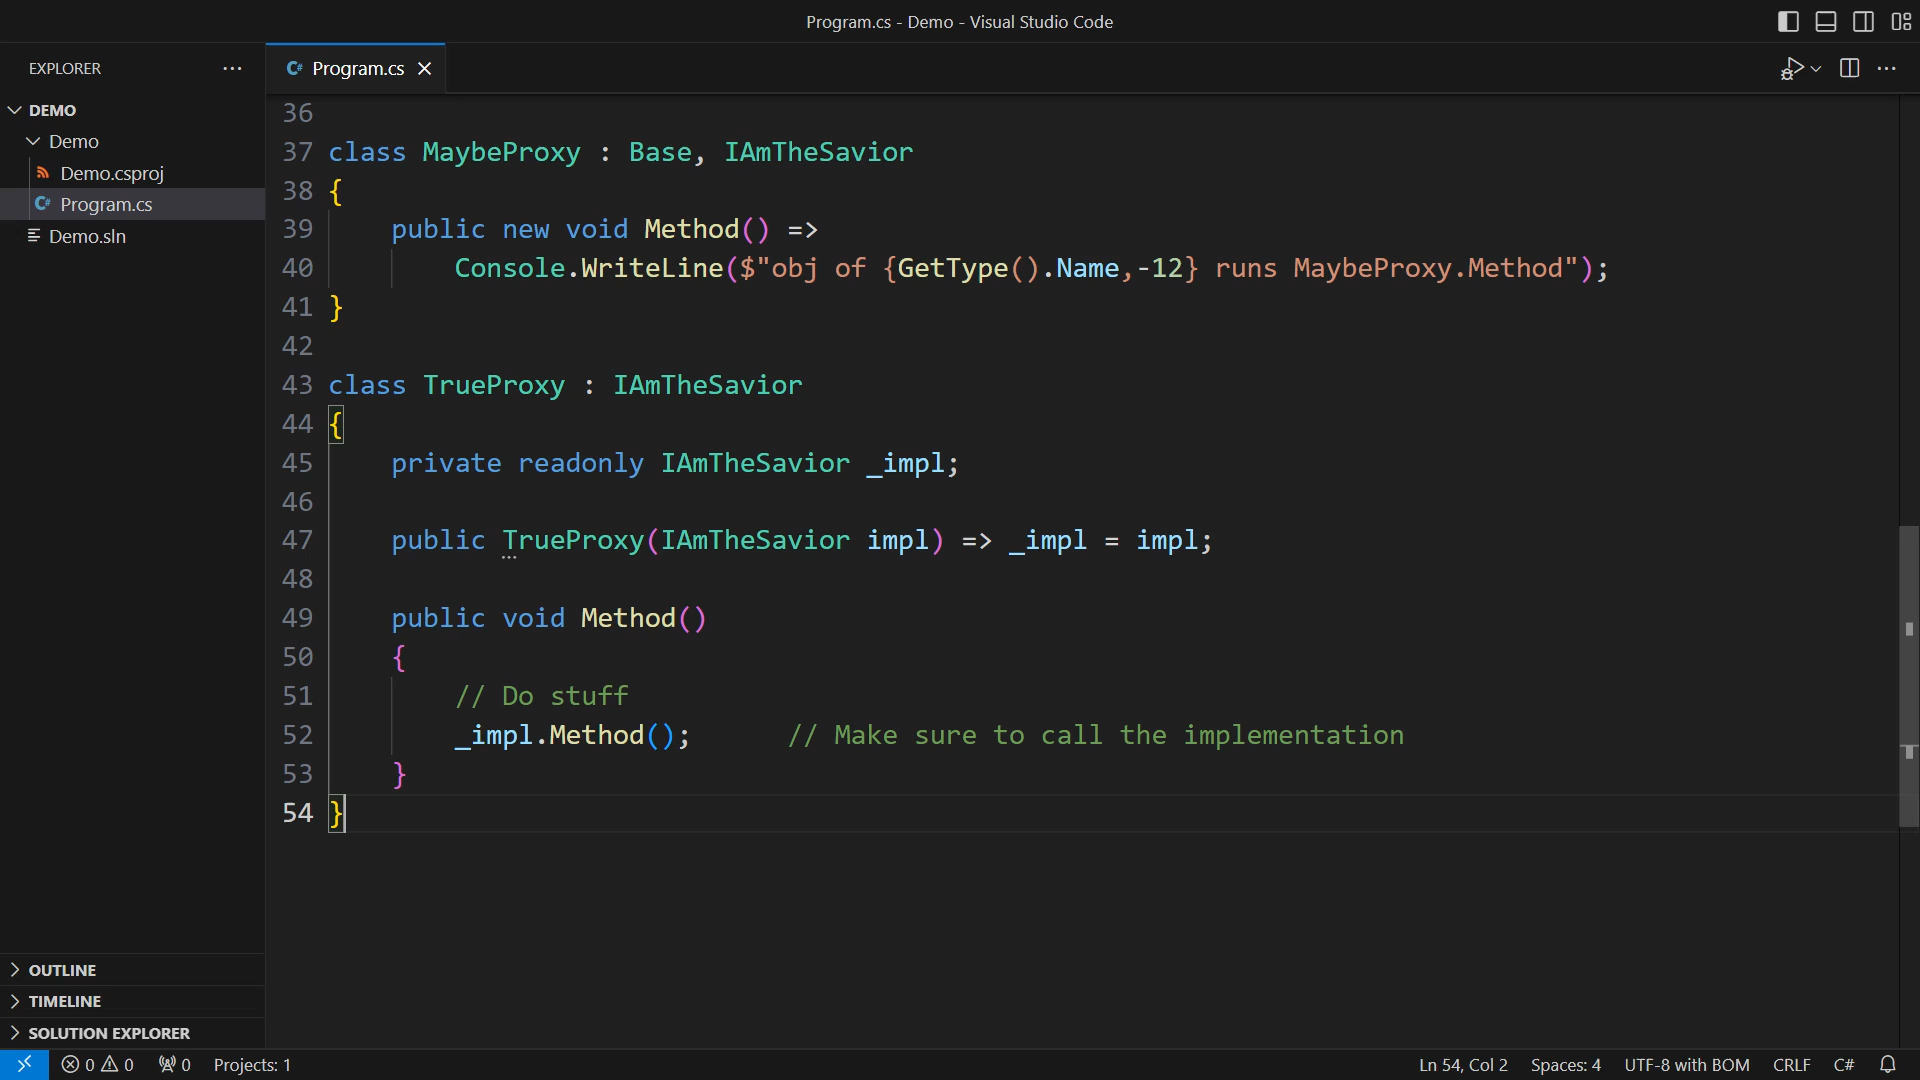 Program.cs - Demo - Visual Studio Code
EXPLORER
Program.cs
DEMO
Demo
Demo.csproj
Program.cs
Demo.sln
36
37 class MaybeProxy : Base, IAmTheSavior
38 {
39     public new void Method() =>
40         Console.WriteLine($"obj of {GetType().Name,-12} runs MaybeProxy.Method");
41 }
42
43 class TrueProxy : IAmTheSavior
44 {
45     private readonly IAmTheSavior _impl;
46
47     public TrueProxy(IAmTheSavior impl) => _impl = impl;
48
49     public void Method()
50     {
51         // Do stuff
52         _impl.Method();      // Make sure to call the implementation
53     }
54 }
OUTLINE
TIMELINE
SOLUTION EXPLORER
0 0 0 Projects: 1 Ln 54, Col 2 Spaces: 4 UTF-8 with BOM CRLF C#